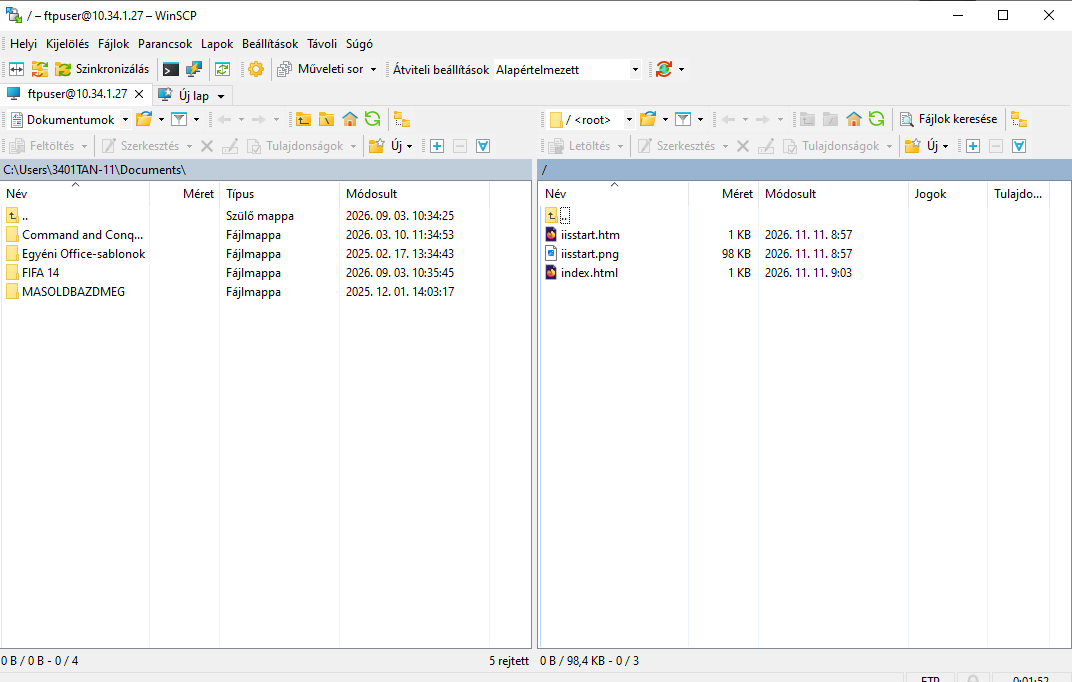 / – ftpuser@10.34.1.27 – WinSCP
Helyi Kijelölés Fájlok Parancsok Lapok Beállítások Távoli Súgó
Szinkronizálás Műveleti sor Átviteli beállítások Alapértelmezett
ftpuser@10.34.1.27 Új lap
Dokumentumok / <root> Fájlok keresése
Feltöltés Szerkesztés Tulajdonságok Új Letöltés Szerkesztés Tulajdonságok Új
C:\Users\3401TAN-11\Documents\ /
Név Méret Típus Módosult Név Méret Módosult Jogok Tulajdo...
.. Szülő mappa 2026. 09. 03. 10:34:25 ..
Command and Conq... Fájlmappa 2026. 03. 10. 11:34:53 iisstart.htm 1 KB 2026. 11. 11. 8:57
Egyéni Office-sablonok Fájlmappa 2025. 02. 17. 13:34:43 iisstart.png 98 KB 2026. 11. 11. 8:57
FIFA 14 Fájlmappa 2026. 09. 03. 10:35:45 index.html 1 KB 2026. 11. 11. 9:03
MASOLDBAZDMEG Fájlmappa 2025. 12. 01. 14:03:17
0 B / 0 B - 0 / 4 5 rejtett 0 B / 98,4 KB - 0 / 3
FTP 0:01:52